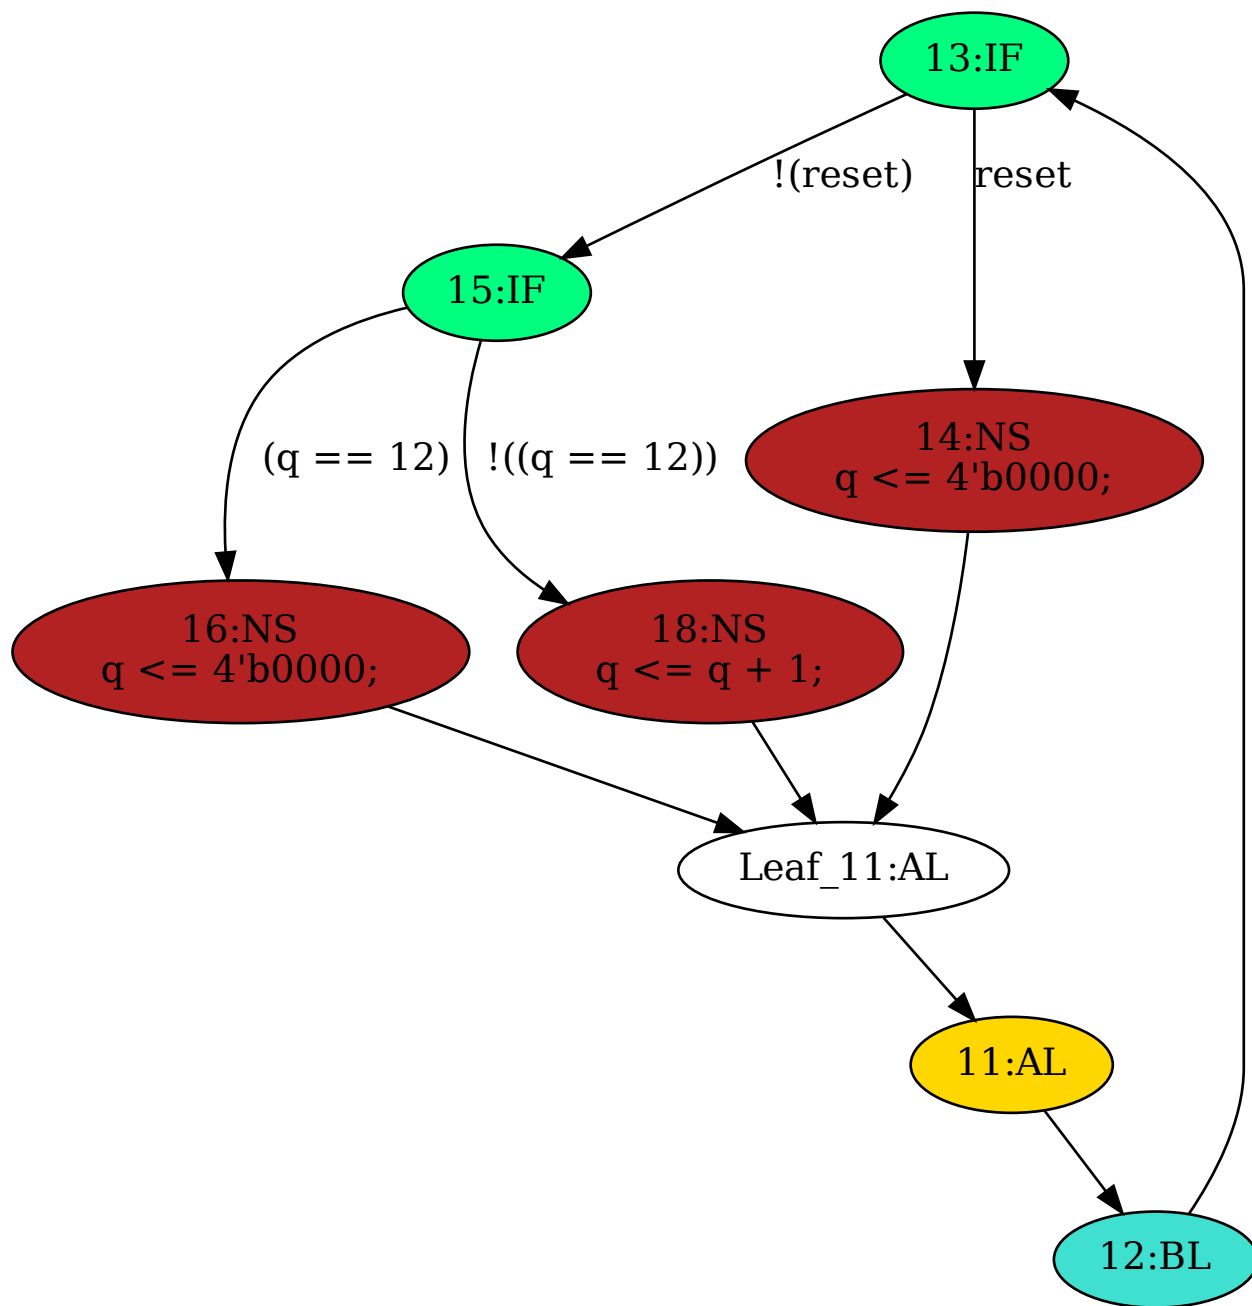 13:IF
!(reset)
reset
15:IF
14:NS
q <= 4'b0000;
(q == 12)
!((q == 12))
16:NS
q <= 4'b0000;
18:NS
q <= q + 1;
Leaf_11:AL
11:AL
12:BL